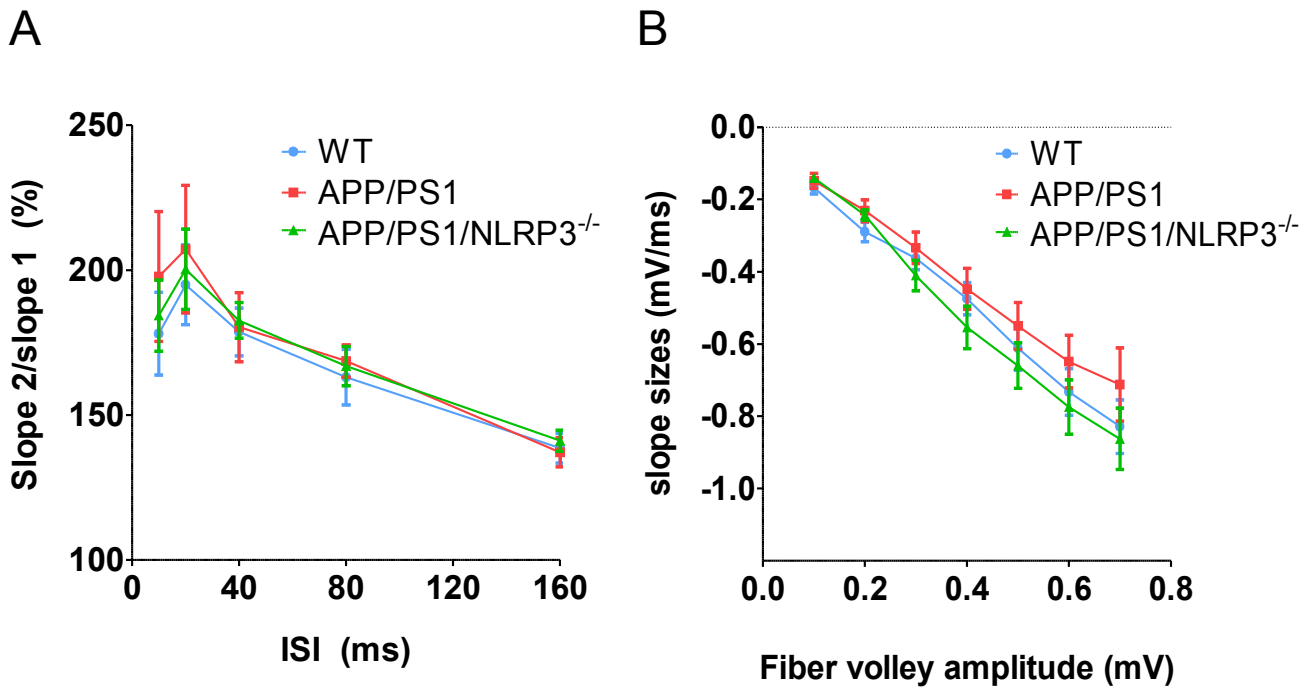 A
Slope 2/slope 1 (%)
250
200
150
100
0
40
80
120
160
ISI (ms)
WT
APP/PS1
APP/PS1/NLRP3-/-
B
slope sizes (mV/ms)
0.0
-0.2
-0.4
-0.6
-0.8
-1.0
0.0
0.2
0.4
0.6
0.8
Fiber volley amplitude (mV)
WT
APP/PS1
APP/PS1/NLRP3-/-